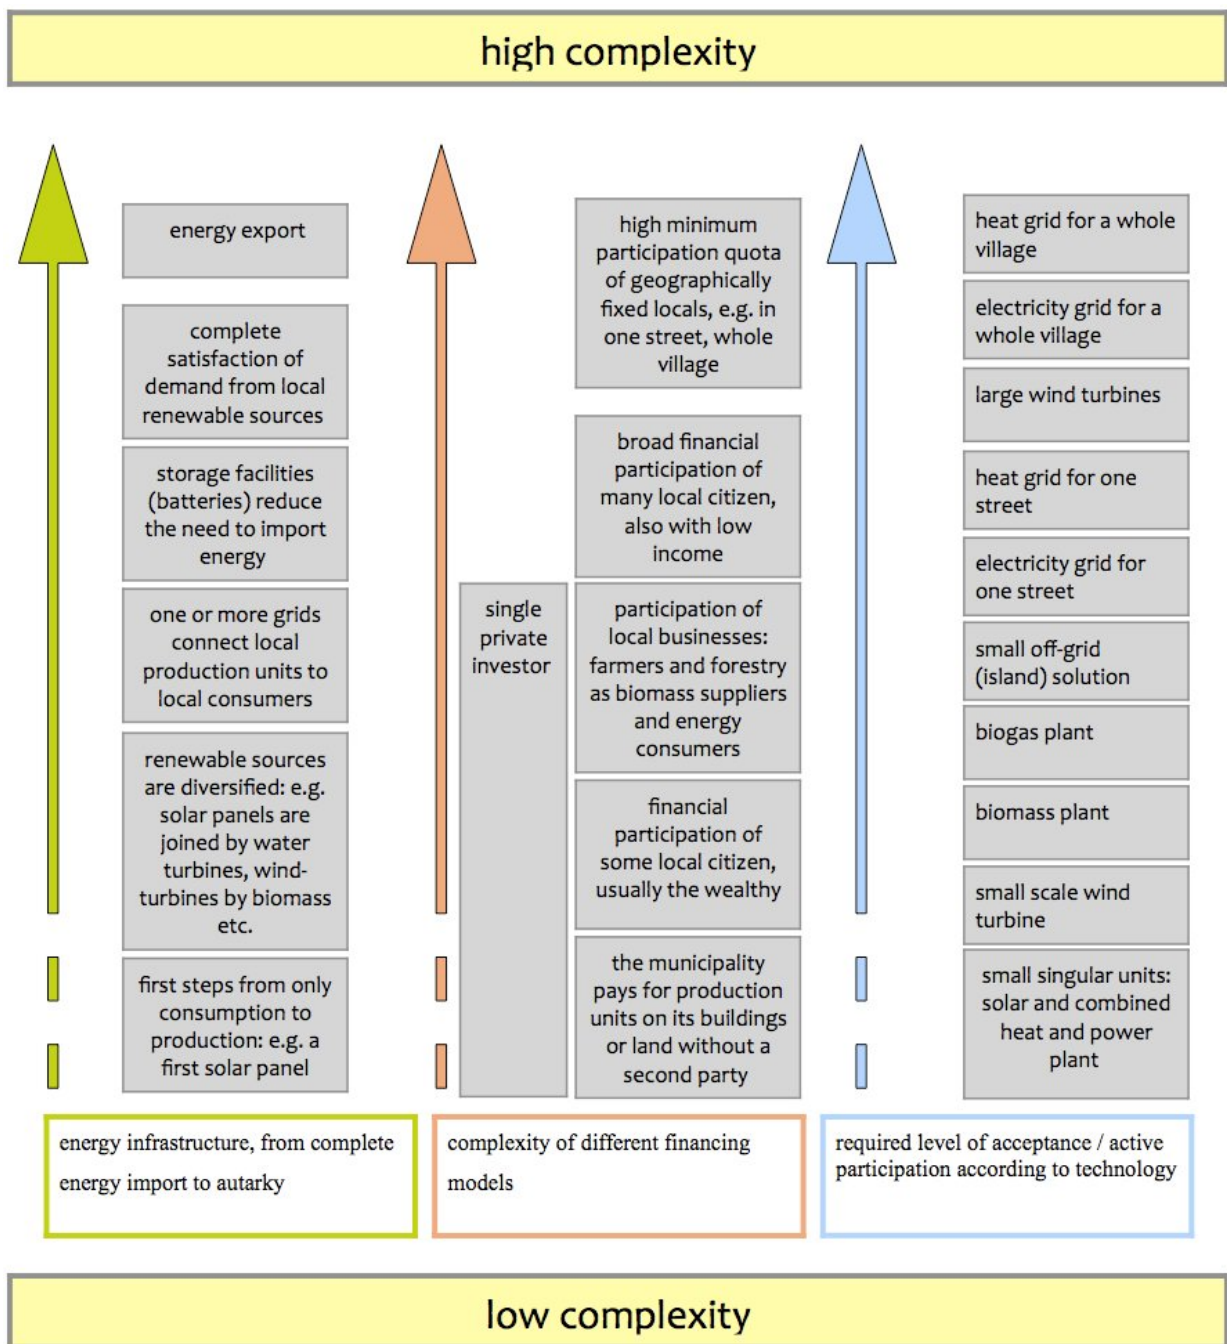 high complexity
energy export
complete
satisfaction of
demand from local
renewable sources
storage facilities
(batteries) reduce
the need to import
energy
one or more grids
connect local
production units to
local consumers
renewable sources
are diversified: e.g.
solar panels are
joined by water
turbines, wind-
turbines by biomass
etc.
first steps from only
consumption to
production: e.g. a
first solar panel
energy infrastructure, from complete
energy import to autarky
single
private
investor
high minimum
participation quota
of geographically
fixed locals, e.g. in
one street, whole
village
broad financial
participation of
many local citizen,
also with low
income
participation of
local businesses:
farmers and forestry
as biomass suppliers
and energy
consumers
financial
participation of
some local citizen,
usually the wealthy
the municipality
pays for production
units on its buildings
or land without a
second party
complexity of different financing
models
heat grid for a whole
village
electricity grid for a
whole village
large wind turbines
heat grid for one
street
electricity grid for
one street
small off-grid
(island) solution
biogas plant
biomass plant
small scale wind
turbine
small singular units:
solar and combined
heat and power
plant
required level of acceptance / active
participation according to technology
low complexity